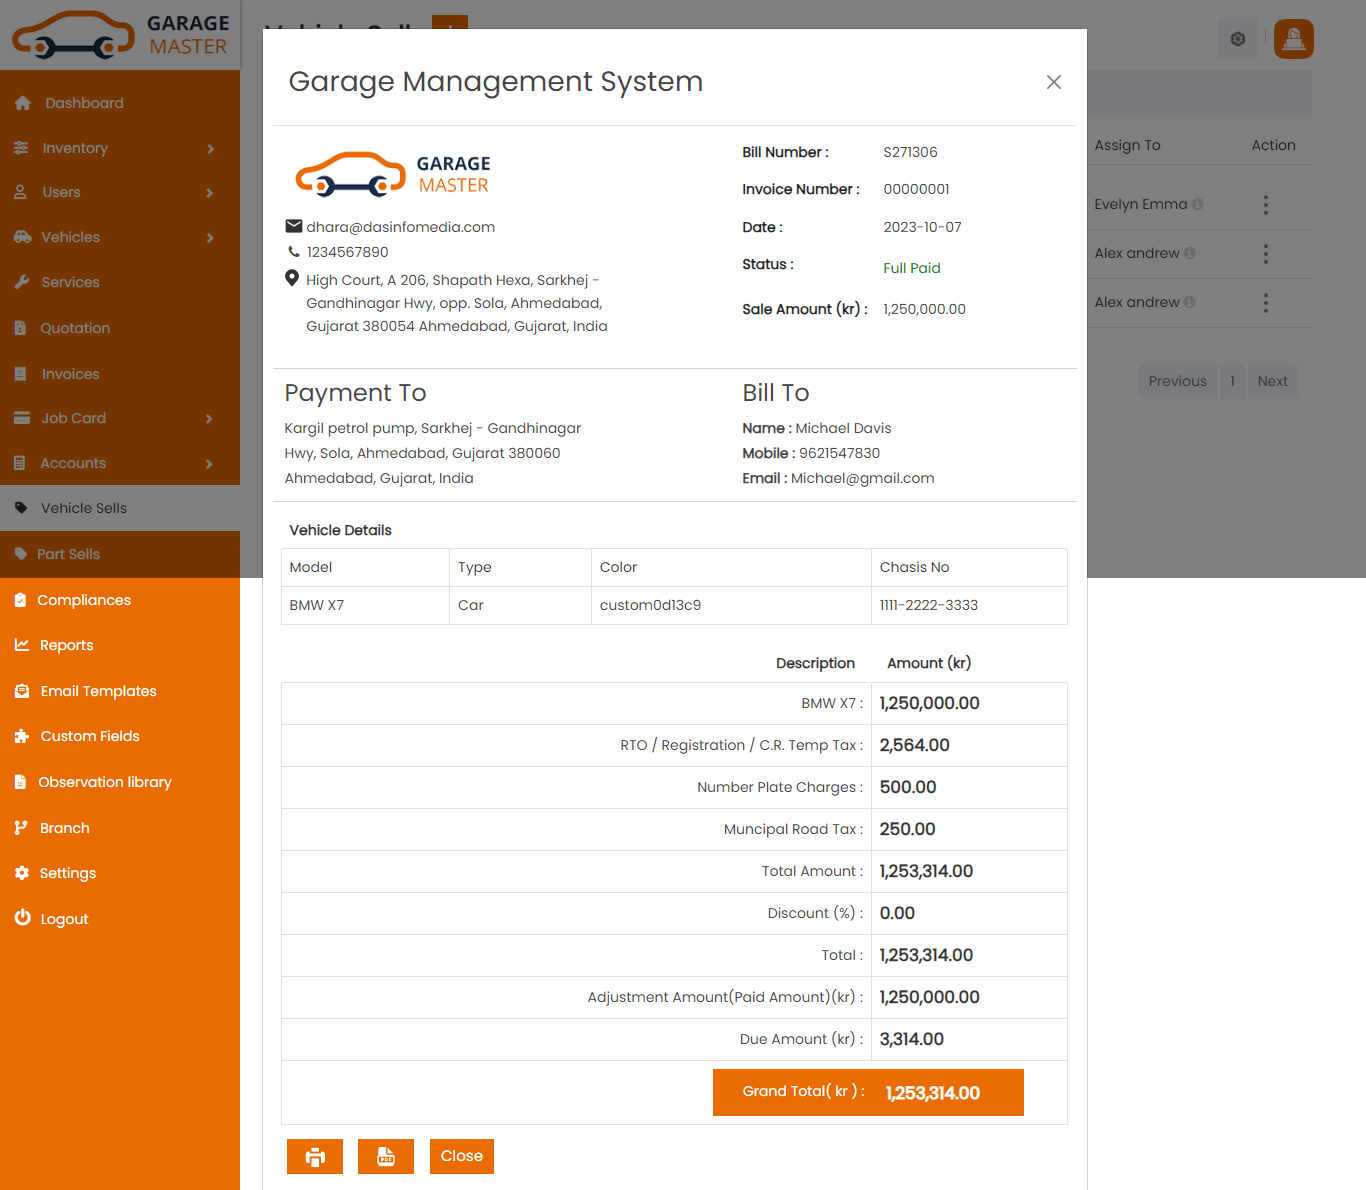 GARAGE
MASTER
Dashboard
Inventory
Users
Vehicles
Services
Quotation
Invoices
Job Card
Accounts
Vehicle Sells
Part Sells
Compliances
Reports
Email Templates
Custom Fields
Observation library
Branch
Settings
Logout
Garage Management System
GARAGE
MASTER
dhara@dasinfomedia.com
1234567890
High Court, A 206, Shapath Hexa, Sarkhej -
Gandhinagar Hwy, opp. Sola, Ahmedabad,
Gujarat 380054 Ahmedabad, Gujarat, India
Bill Number : S271306
Invoice Number : 00000001
Date : 2023-10-07
Status : Full Paid
Sale Amount (kr) : 1,250,000.00
Payment To
Kargil petrol pump, Sarkhej - Gandhinagar
Hwy, Sola, Ahmedabad, Gujarat 380060
Ahmedabad, Gujarat, India
Bill To
Name : Michael Davis
Mobile : 9621547830
Email : Michael@gmail.com
Vehicle Details
Model Type Color Chasis No
BMW X7 Car custom0d13c9 1111-2222-3333
Description Amount (kr)
BMW X7 : 1,250,000.00
RTO / Registration / C.R. Temp Tax : 2,564.00
Number Plate Charges : 500.00
Muncipal Road Tax : 250.00
Total Amount : 1,253,314.00
Discount (%) : 0.00
Total : 1,253,314.00
Adjustment Amount(Paid Amount)(kr) : 1,250,000.00
Due Amount (kr) : 3,314.00
Grand Total( kr ) : 1,253,314.00
PDF
Close
Assign To Action
Evelyn Emma
Alex andrew
Alex andrew
Previous 1 Next